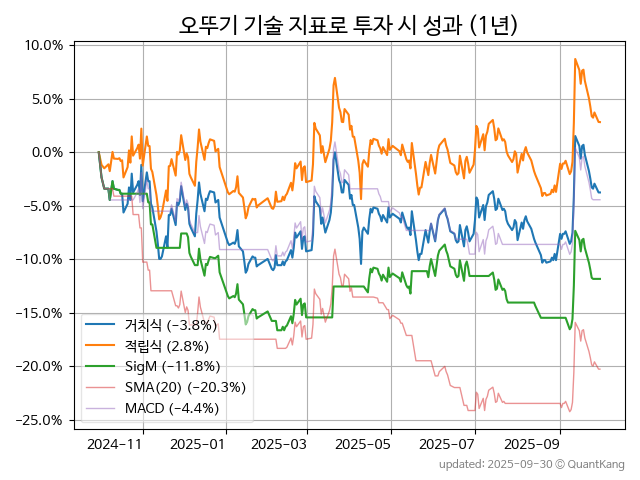 오뚜기 기술 지표로 투자 시 성과 (1년)
10.0%
5.0%
0.0%
−5.0%
−10.0%
−15.0%
−20.0%
−25.0%
거치식 (−3.8%)
적립식 (2.8%)
SigM (−11.8%)
SMA(20) (−20.3%)
MACD (−4.4%)
2024-11 2025-01 2025-03 2025-05 2025-07 2025-09
updated: 2025-09-30 ⓒ QuantKang